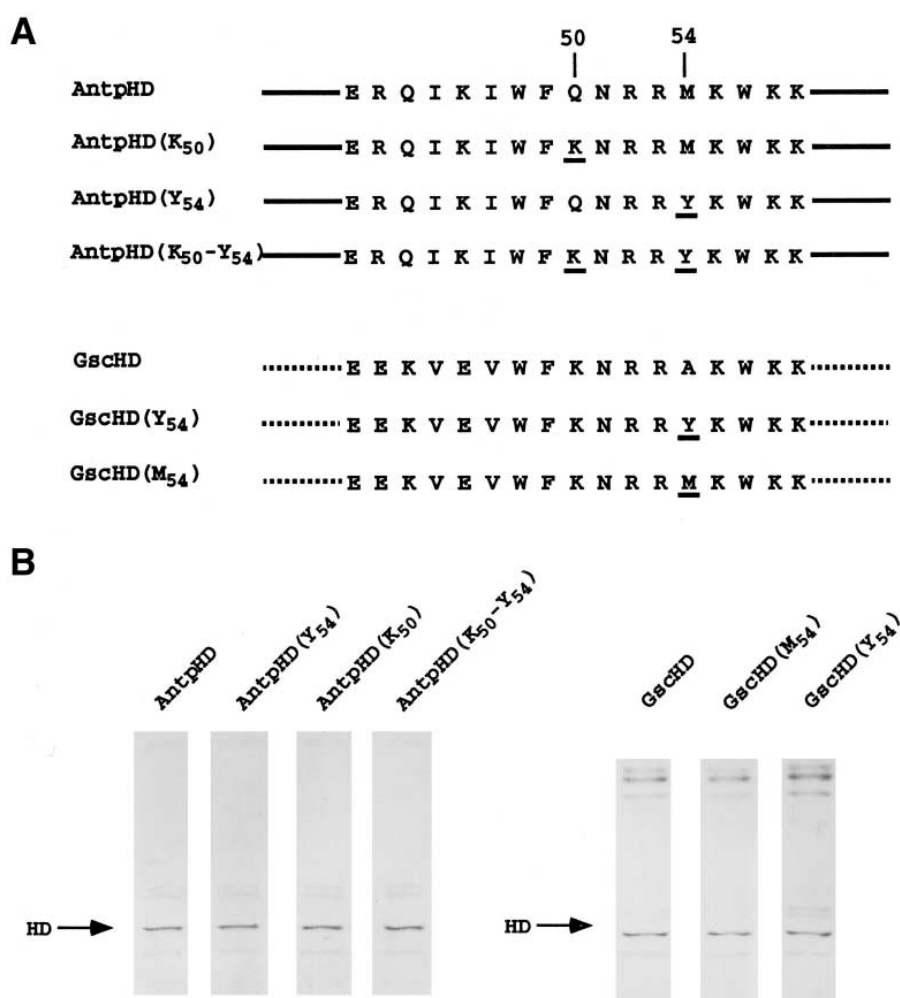 A
50 54
AntpHD E R Q I K I W F Q N R R M K W K K
AntpHD(K50) E R Q I K I W F K N R R M K W K K
AntpHD(Y54) E R Q I K I W F Q N R R Y K W K K
AntpHD(K50-Y54) E R Q I K I W F K N R R Y K W K K
GscHD E E K V E V W F K N R R A K W K K
GscHD(Y54) E E K V E V W F K N R R Y K W K K
GscHD(M54) E E K V E V W F K N R R M K W K K
B
AntpHD
AntpHD(Y54)
AntpHD(K50)
AntpHD(K50-Y54)
GscHD
GscHD(M54)
GscHD(Y54)
HD
HD